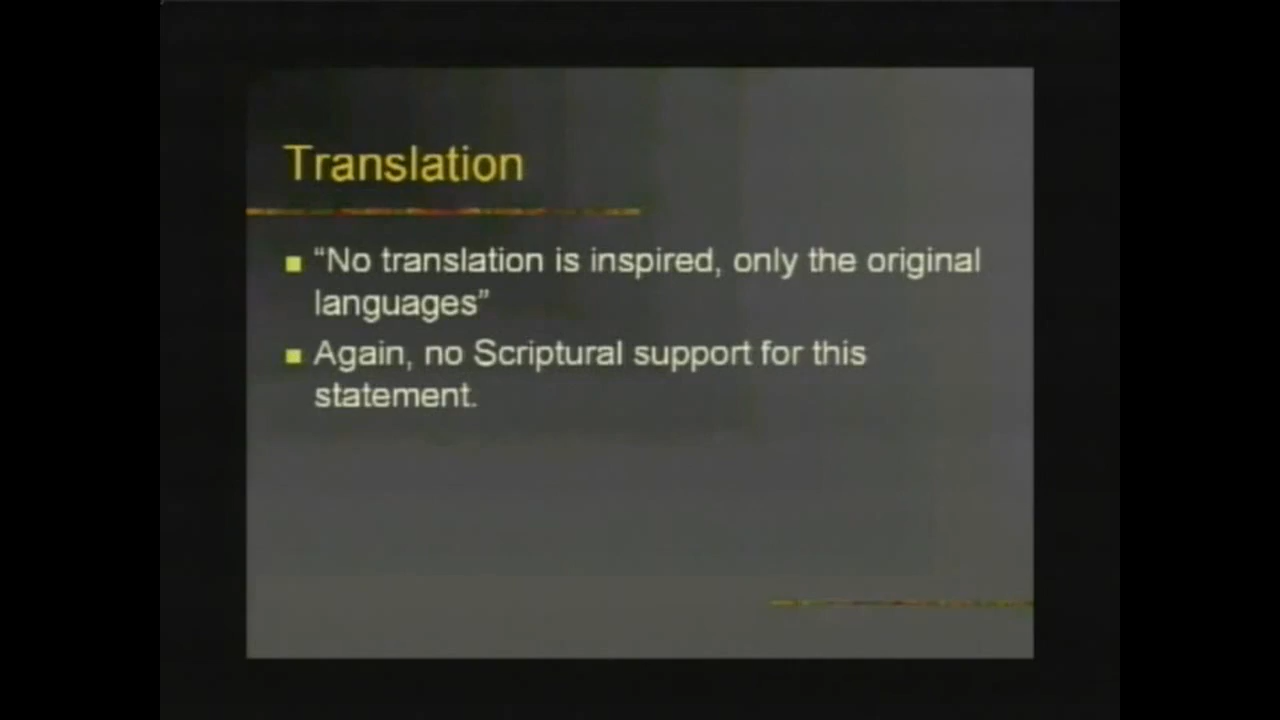 Translation
“No translation is inspired, only the original
languages”
Again, no Scriptural support for this
statement.